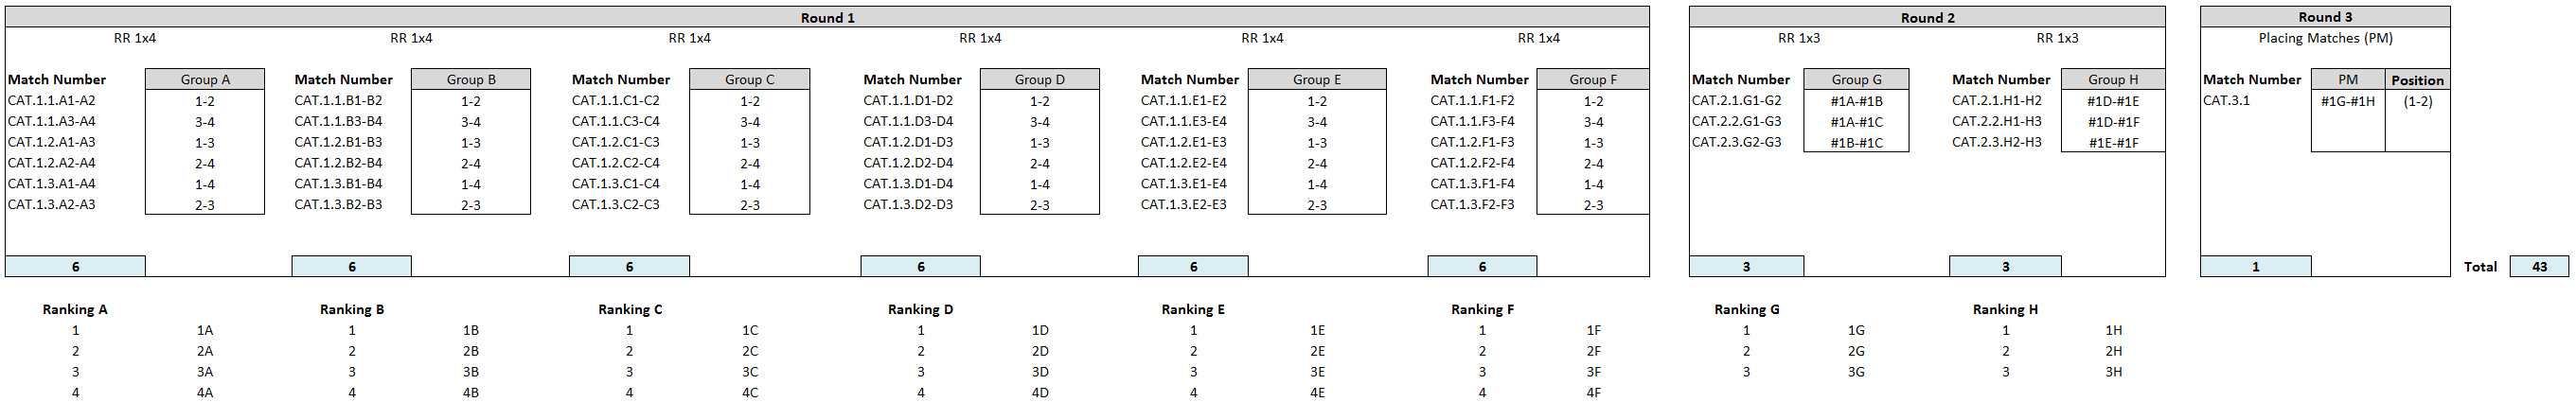 Round 1 Round 2 Round 3
RR 1x4 RR 1x4 RR 1x4 RR 1x4 RR 1x4 RR 1x4 RR 1x3 RR 1x3 Placing Matches (PM)
Match Number Group A Match Number Group B Match Number Group C Match Number Group D Match Number Group E Match Number Group F Match Number Group G Match Number Group H Match Number PM Position
CAT.1.1.A1-A2 1-2 CAT.1.1.B1-B2 1-2 CAT.1.1.C1-C2 1-2 CAT.1.1.D1-D2 1-2 CAT.1.1.E1-E2 1-2 CAT.1.1.F1-F2 1-2 CAT.2.1.G1-G2 #1A-#1B CAT.2.1.H1-H2 #1D-#1E CAT.3.1 #1G-#1H (1-2)
CAT.1.1.A3-A4 3-4 CAT.1.1.B3-B4 3-4 CAT.1.1.C3-C4 3-4 CAT.1.1.D3-D4 3-4 CAT.1.1.E3-E4 3-4 CAT.1.1.F3-F4 3-4 CAT.2.2.G1-G3 #1A-#1C CAT.2.2.H1-H3 #1D-#1F
CAT.1.2.A1-A3 1-3 CAT.1.2.B1-B3 1-3 CAT.1.2.C1-C3 1-3 CAT.1.2.D1-D3 1-3 CAT.1.2.E1-E3 1-3 CAT.1.2.F1-F3 1-3 CAT.2.3.G2-G3 #1B-#1C CAT.2.3.H2-H3 #1E-#1F
CAT.1.2.A2-A4 2-4 CAT.1.2.B2-B4 2-4 CAT.1.2.C2-C4 2-4 CAT.1.2.D2-D4 2-4 CAT.1.2.E2-E4 2-4 CAT.1.2.F2-F4 2-4
CAT.1.3.A1-A4 1-4 CAT.1.3.B1-B4 1-4 CAT.1.3.C1-C4 1-4 CAT.1.3.D1-D4 1-4 CAT.1.3.E1-E4 1-4 CAT.1.3.F1-F4 1-4
CAT.1.3.A2-A3 2-3 CAT.1.3.B2-B3 2-3 CAT.1.3.C2-C3 2-3 CAT.1.3.D2-D3 2-3 CAT.1.3.E2-E3 2-3 CAT.1.3.F2-F3 2-3
6 6 6 6 6 6 3 3 1 Total 43
Ranking A Ranking B Ranking C Ranking D Ranking E Ranking F Ranking G Ranking H
1 1A 1 1B 1 1C 1 1D 1 1E 1 1F 1 1G 1 1H
2 2A 2 2B 2 2C 2 2D 2 2E 2 2F 2 2G 2 2H
3 3A 3 3B 3 3C 3 3D 3 3E 3 3F 3 3G 3 3H
4 4A 4 4B 4 4C 4 4D 4 4E 4 4F